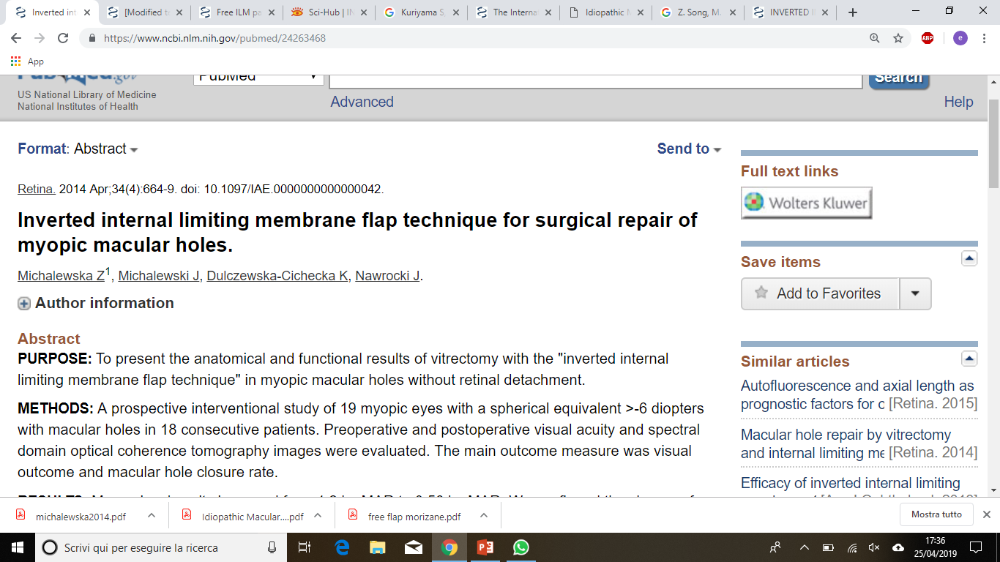 Inverted int
[Modified t
Free ILM pa
Sci-Hub | IN
Kuriyama S,
The Interna
Idiopathic M
Z. Song, M.
INVERTED I
https://www.ncbi.nlm.nih.gov/pubmed/24263468
ABP
e
App
PubMed.gov
PubMed
Search
US National Library of Medicine
National Institutes of Health
Advanced
Help
Format: Abstract
Send to
Retina. 2014 Apr;34(4):664-9. doi: 10.1097/IAE.0000000000000042.
Inverted internal limiting membrane flap technique for surgical repair of
myopic macular holes.
Michalewska Z1, Michalewski J, Dulczewska-Cichecka K, Nawrocki J.
Author information
Abstract
PURPOSE: To present the anatomical and functional results of vitrectomy with the "inverted internal
limiting membrane flap technique" in myopic macular holes without retinal detachment.
METHODS: A prospective interventional study of 19 myopic eyes with a spherical equivalent >-6 diopters
with macular holes in 18 consecutive patients. Preoperative and postoperative visual acuity and spectral
domain optical coherence tomography images were evaluated. The main outcome measure was visual
outcome and macular hole closure rate.
Full text links
Wolters Kluwer
Save items
Add to Favorites
Similar articles
Autofluorescence and axial length as
prognostic factors for c [Retina. 2015]
Macular hole repair by vitrectomy
and internal limiting me [Retina. 2014]
Efficacy of inverted internal limiting
michalewska2014.pdf
Idiopathic Macular....pdf
free flap morizane.pdf
Mostra tutto
Scrivi qui per eseguire la ricerca
17:36
25/04/2019